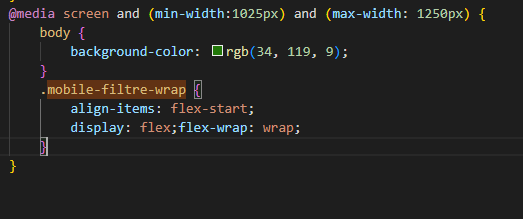 @media screen and (min-width:1025px) and (max-width: 1250px) {
body {
background-color: rgb(34, 119, 9);
}
.mobile-filtre-wrap {
align-items: flex-start;
display: flex;flex-wrap: wrap;
}
}